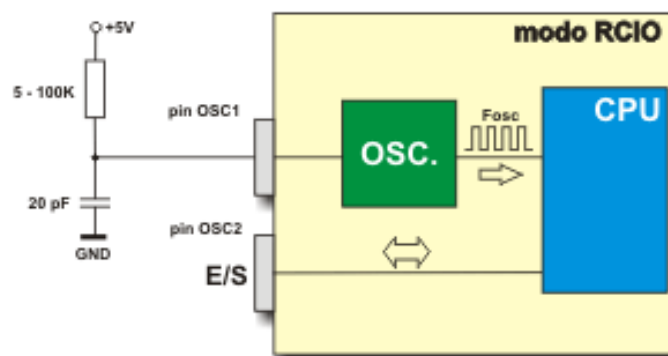 +5V
modo RCIO
5 - 100K
pin OSC1
Fosc
CPU
OSC.
20 pF
pin OSC2
GND
E/S